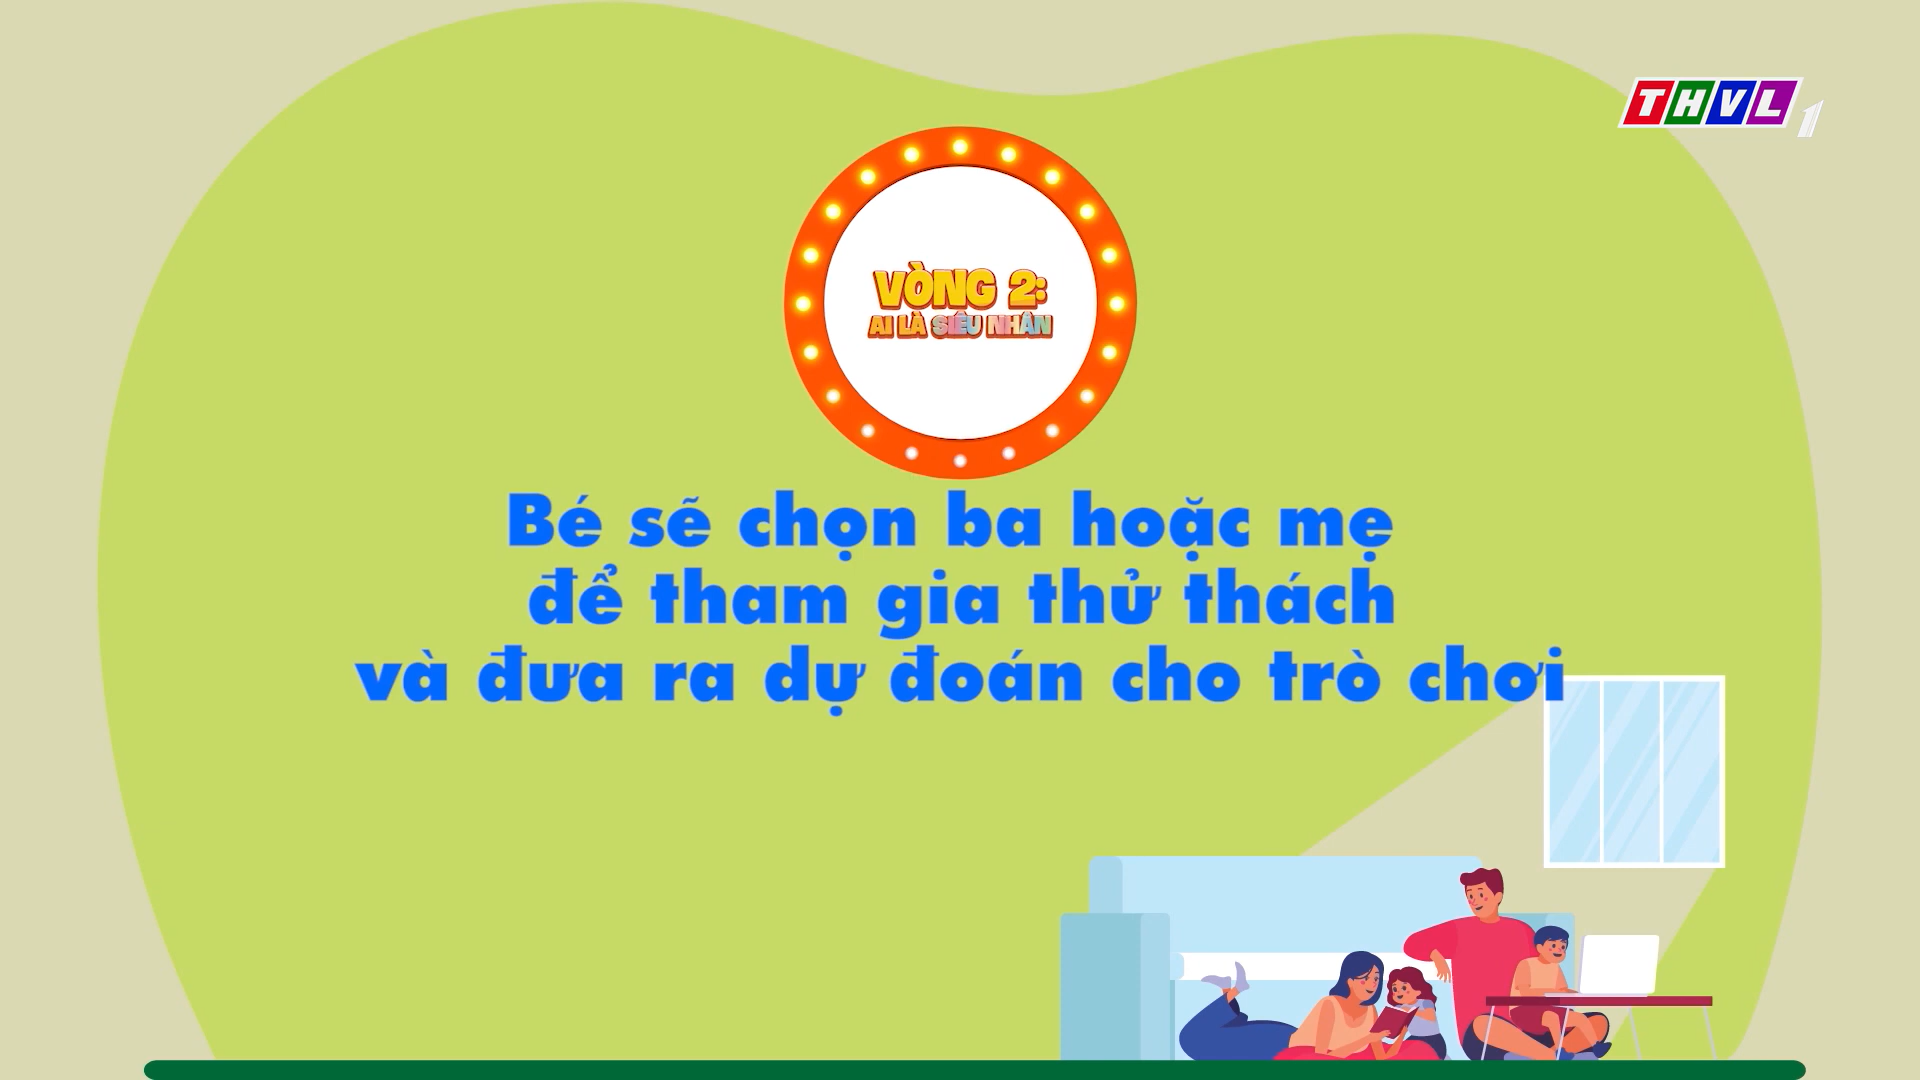 THVL 1
VÒNG 2:
AI LÀ SIÊU NHÂN
Bé sẽ chọn ba hoặc mẹ
để tham gia thử thách
và đưa ra dự đoán cho trò chơi